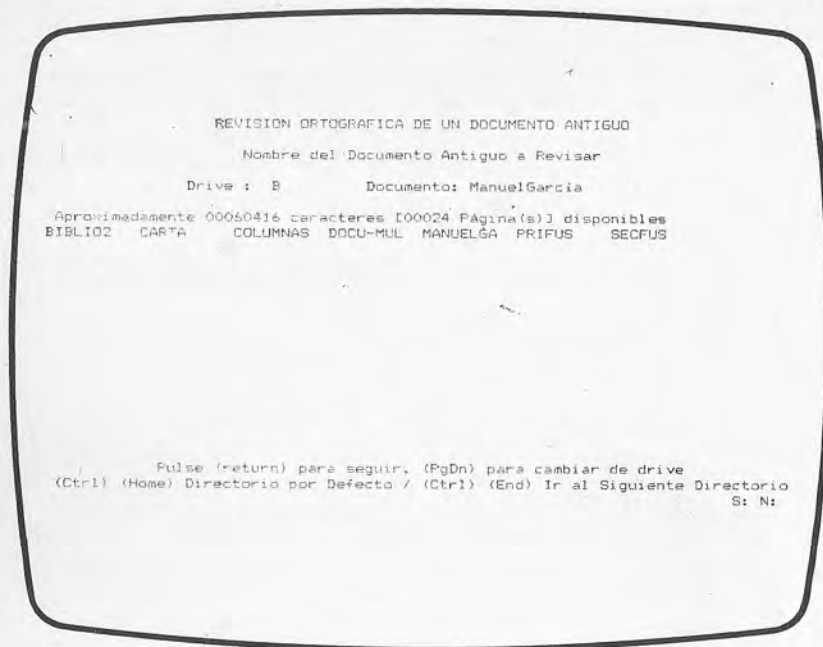 REVISION ORTOGRAFICA DE UN DOCUMENTO ANTIGUO
Nombre del Documento Antiguo a Revisar
Drive : B Documento: ManuelGarcia
Aproximadamente 00060416 caracteres [00024 Página(s)] disponibles
BIBLIO2 CARTA COLUMNAS DOCU-MUL MANUELGA PRIFUS SECFUS
Pulse (return) para seguir, (PgDn) para cambiar de drive
(Ctrl) (Home) Directorio por Defecto / (Ctrl) (End) Ir al Siguiente Directorio
S: N: